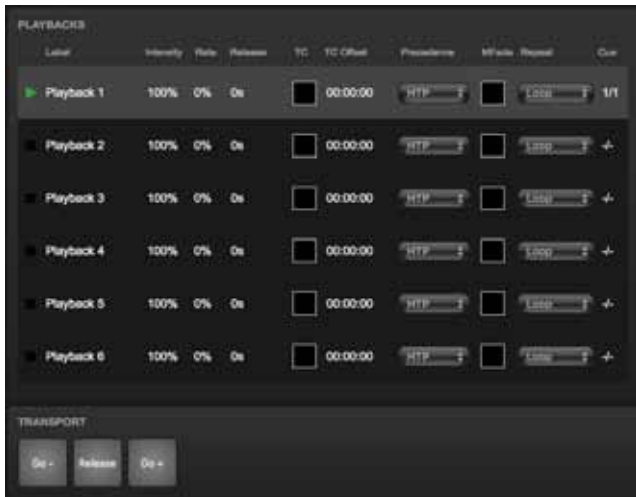 PLAYBACKS
Label Intensity Rate Release TC TC Offset Precedence MFade Repeat Cue
Playback 1 100% 0% 0s 00:00:00 HTP Loop 1/1
Playback 2 100% 0% 0s 00:00:00 HTP Loop -/-
Playback 3 100% 0% 0s 00:00:00 HTP Loop -/-
Playback 4 100% 0% 0s 00:00:00 HTP Loop -/-
Playback 5 100% 0% 0s 00:00:00 HTP Loop -/-
Playback 6 100% 0% 0s 00:00:00 HTP Loop -/-
TRANSPORT
Go - Release Go +